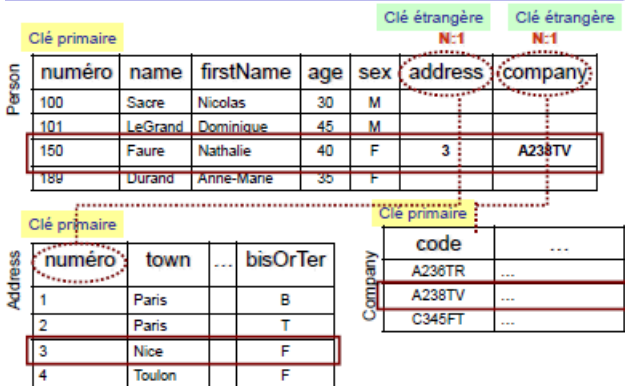 Clé étrangère Clé étrangère
Clé primaire N:1 N:1
Person
numéro name firstName age sex address company
100 Sacre Nicolas 30 M
101 LeGrand Dominique 45 M
150 Faure Nathalie 40 F 3 A238TV
189 Durand Anne-Marie 35 F
Clé primaire
Address
numéro town ... bisOrTer
1 Paris B
2 Paris T
3 Nice F
4 Toulon F
Clé primaire
Company
code ...
A236TR ...
A238TV ...
C345FT ...